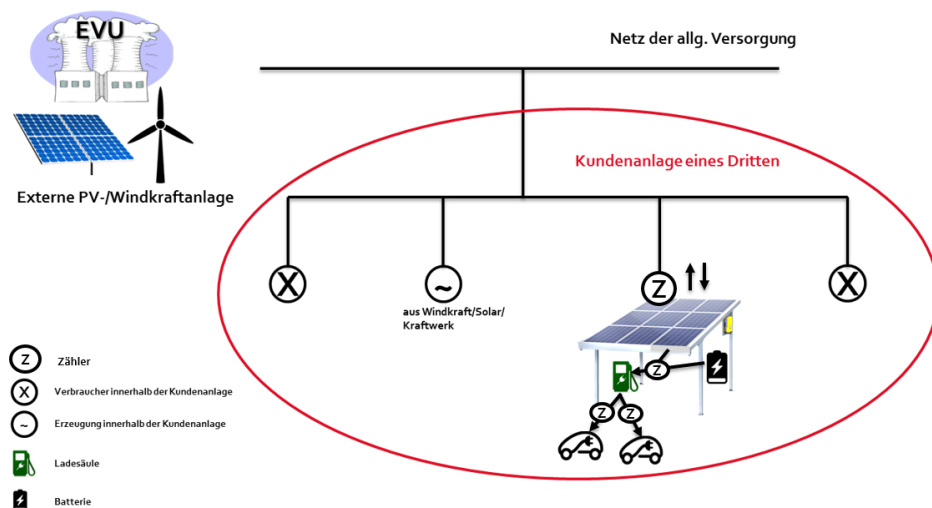 EVU
Netz der allg. Versorgung
Kundenanlage eines Dritten
Externe PV-/Windkraftanlage
X
~
Z
X
aus Windkraft/Solar/
Kraftwerk
Z
Z
Z
Z Zähler
X Verbraucher innerhalb der Kundenanlage
~ Erzeugung innerhalb der Kundenanlage
Ladesäule
Batterie